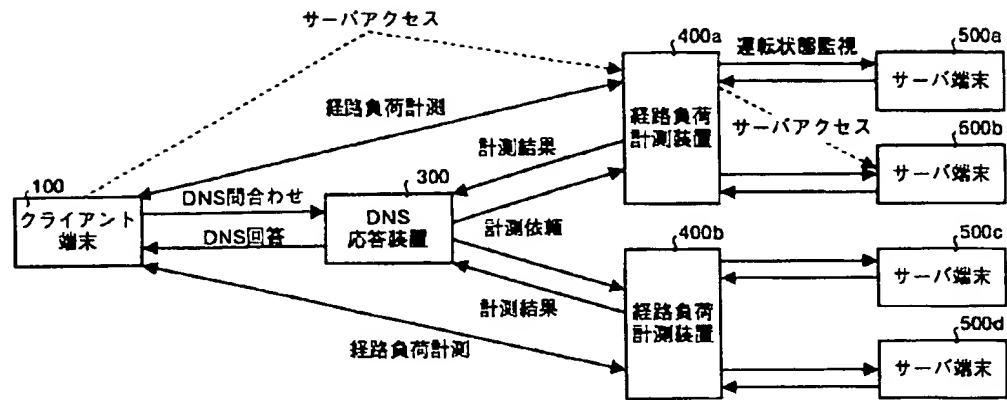 サーバアクセス
400a
運転状態監視
500a
サーバ端末
経路負荷計測
経路負荷
計測装置
サーバアクセス
500b
サーバ端末
計測結果
100
クライアント
端末
DNS問合わせ
DNS回答
300
DNS
応答装置
計測依頼
400b
経路負荷
計測装置
500c
サーバ端末
計測結果
経路負荷計測
500d
サーバ端末